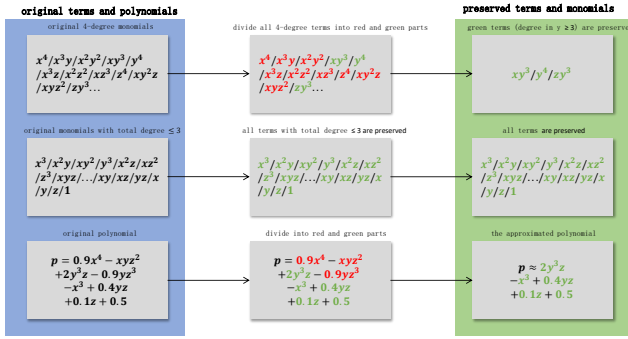 original terms and polynomials
preserved terms and monomials
original 4-degree monomials
divide all 4-degree terms into red and green parts
green terms (degree in y ≥ 3) are preserved
x⁴/x³y/x²y²/xy³/y⁴
/x³z/x²z²/xz³/z⁴/xy²z
/xyz²/zy³...
x⁴/x³y/x²y²/xy³/y⁴
/x³z/x²z²/xz³/z⁴/xy²z
/xyz²/zy³...
xy³/y⁴/zy³
original monomials with total degree ≤ 3
all terms with total degree ≤ 3 are preserved
all terms are preserved
x³/x²y/xy²/y³/x²z/xz²
/z³/xyz/.../xy/xz/yz/x
/y/z/1
x³/x²y/xy²/y³/x²z/xz²
/z³/xyz/.../xy/xz/yz/x
/y/z/1
x³/x²y/xy²/y³/x²z/xz²
/z³/xyz/.../xy/xz/yz/x
/y/z/1
original polynomial
divide into red and green parts
the approximated polynomial
p = 0.9x⁴ − xyz²
+2y³z − 0.9yz³
−x³ + 0.4yz
+0.1z + 0.5
p = 0.9x⁴ − xyz²
+2y³z − 0.9yz³
−x³ + 0.4yz
+0.1z + 0.5
p ≈ 2y³z
−x³ + 0.4yz
+0.1z + 0.5